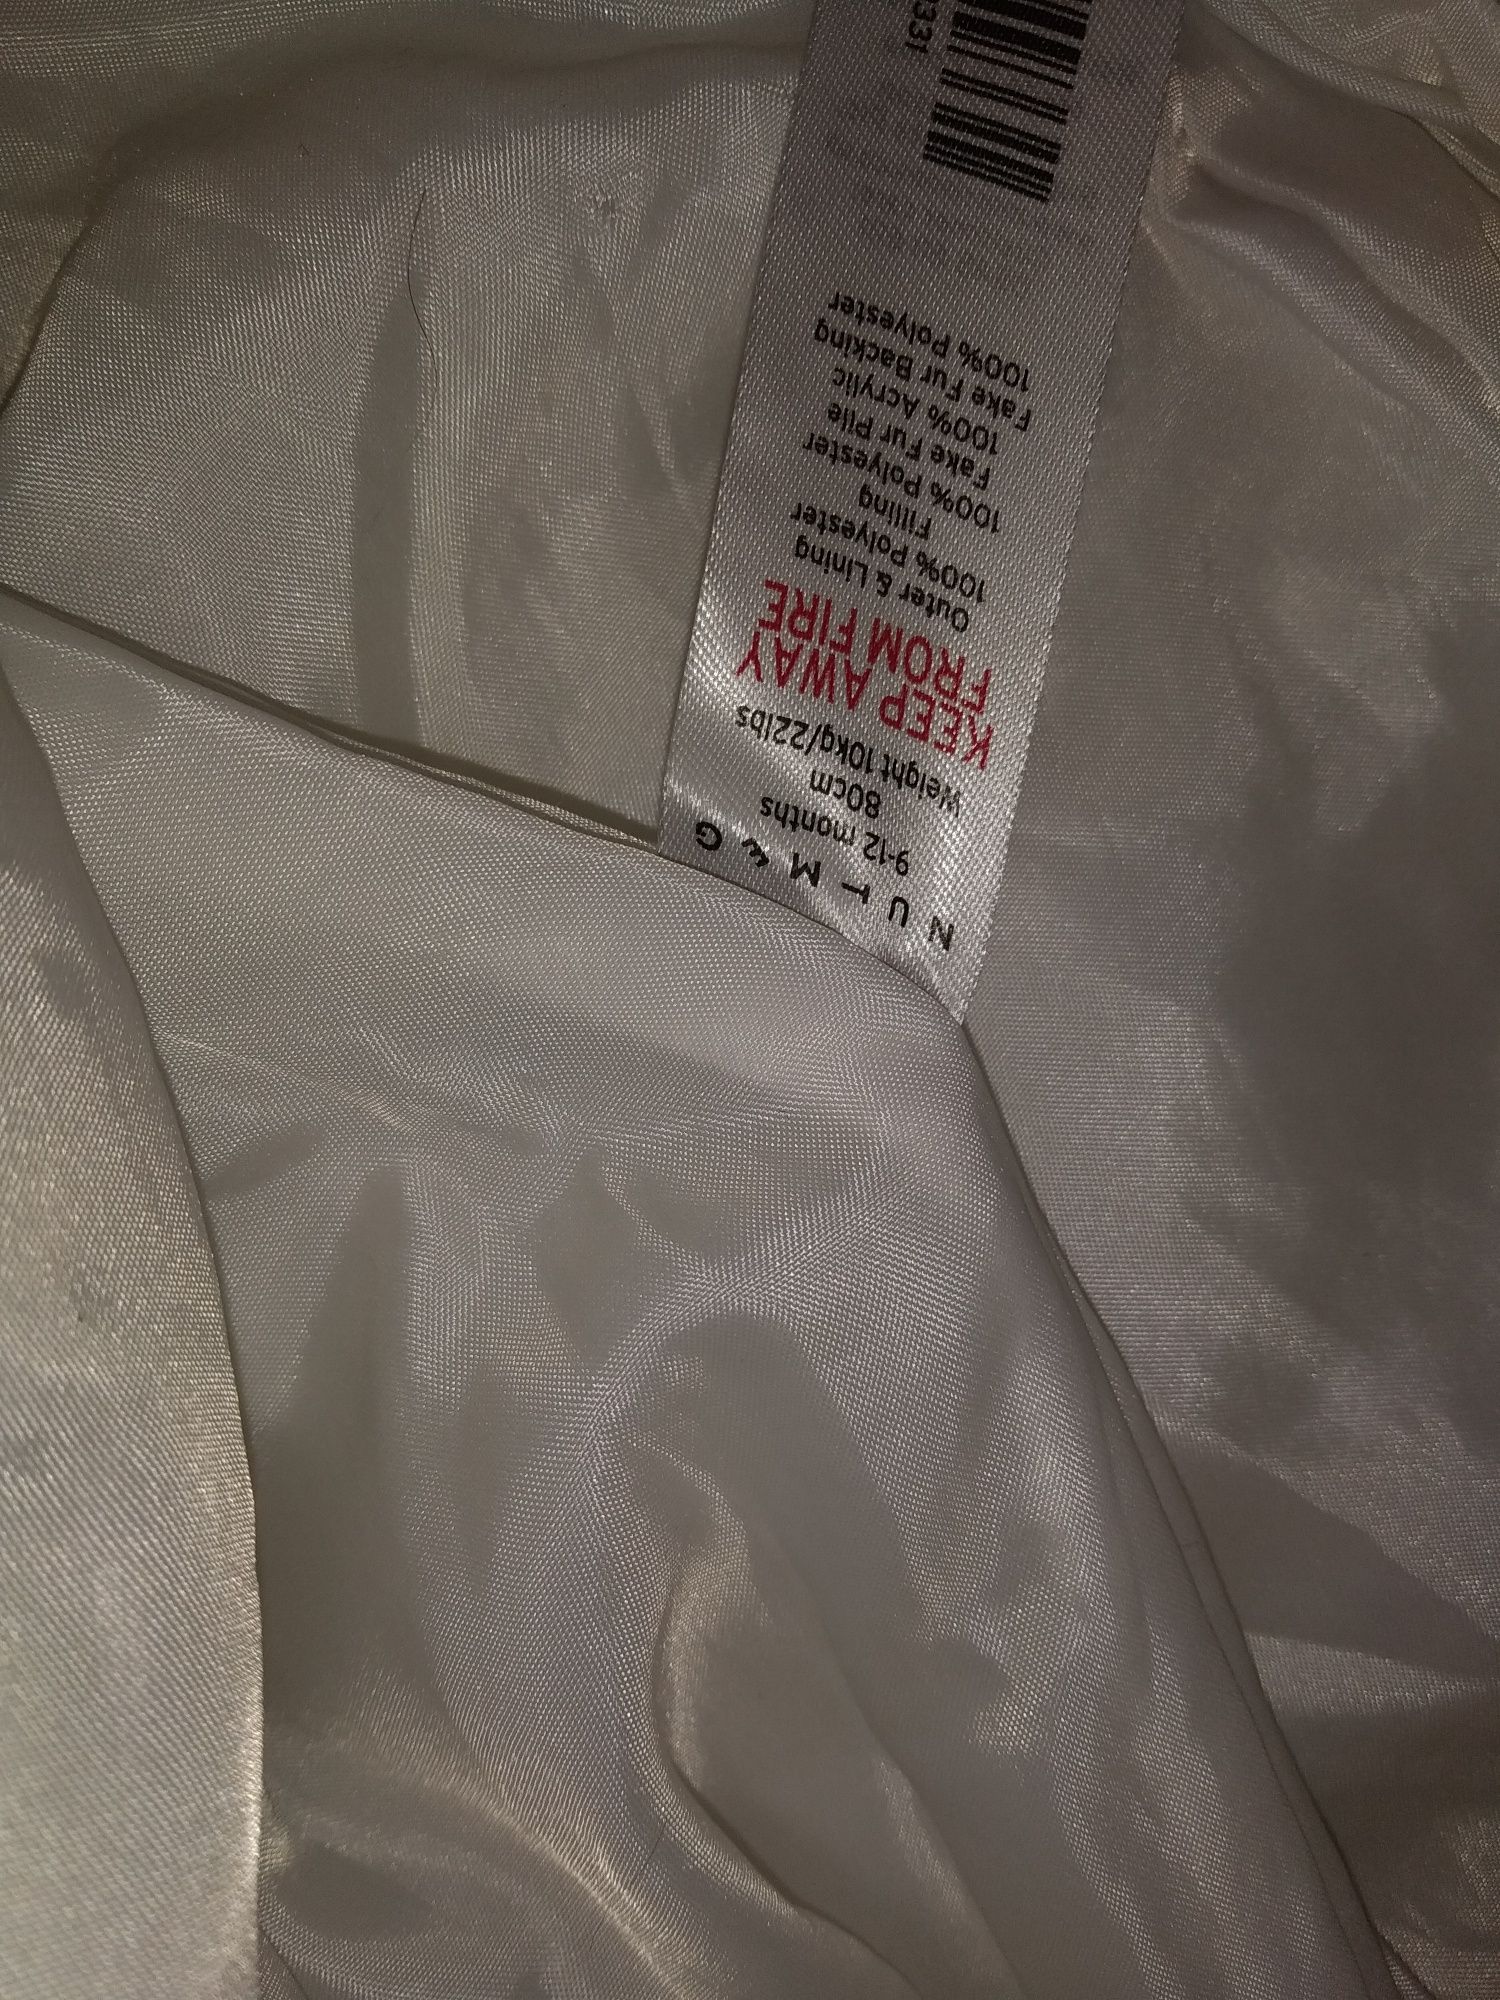 NUTMEG
9-12 months
80cm
Weight 10kg/22lbs
KEEP AWAY
FROM FIRE
Outer & Lining
100% Polyester
Filling
100% Polyester
Fake Fur Pile
100% Acrylic
Fake Fur Backing
100% Polyester